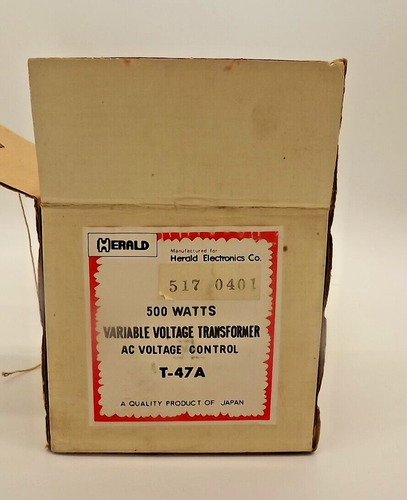 HERALD
Manufactured for
Herald Electronics Co.
517 0401
500 WATTS
VARIABLE VOLTAGE TRANSFORMER
AC VOLTAGE CONTROL
T-47A
A QUALITY PRODUCT OF JAPAN